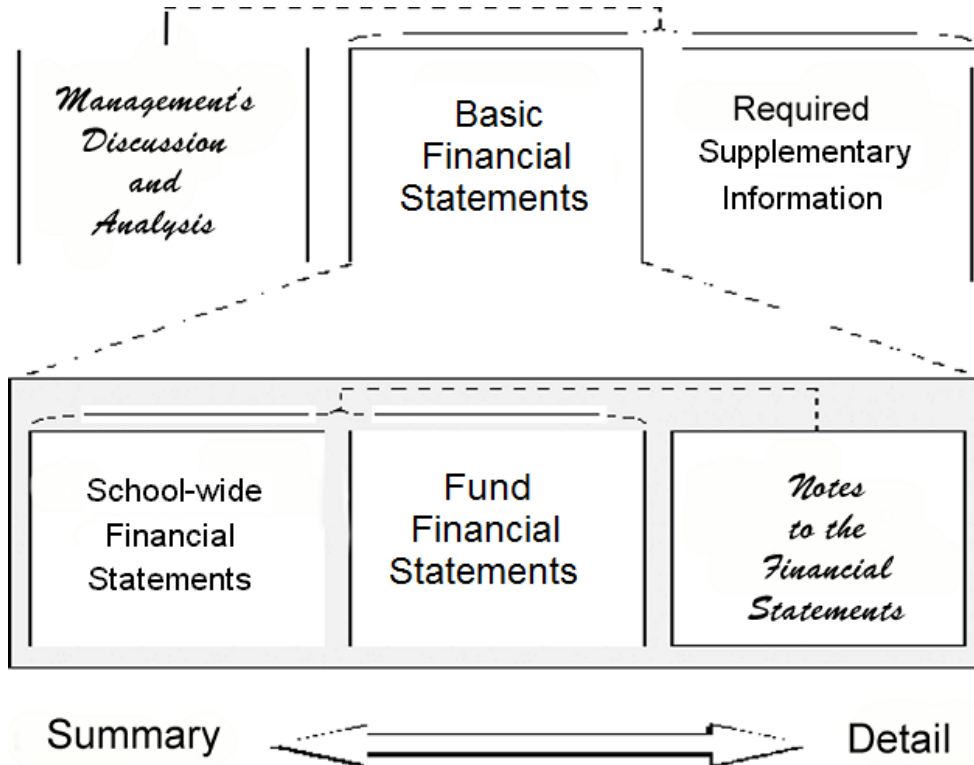 Management's
Discussion
and
Analysis
Basic
Financial
Statements
Required
Supplementary
Information
School-wide
Financial
Statements
Fund
Financial
Statements
Notes
to the
Financial
Statements
Summary
Detail